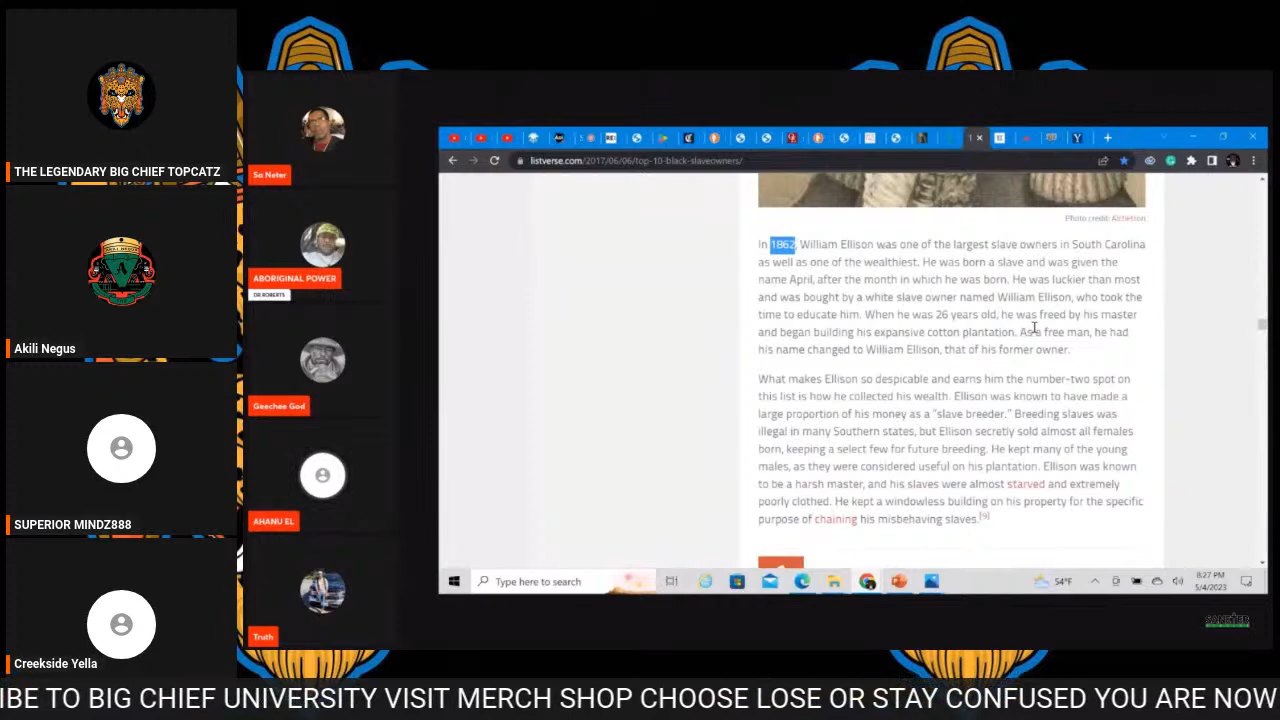 THE LEGENDARY BIG CHIEF TOPCATZ
Akili Negus
SUPERIOR MINDZ888
Creekside Yella
Sa Neter
ABORIGINAL POWER
DR ROBERTS
Geechee God
AHANU EL
Truth
listverse.com/2017/06/06/top-10-black-slaveowners/
Photo credit: Alchetron
In 1862, William Ellison was one of the largest slave owners in South Carolina
as well as one of the wealthiest. He was born a slave and was given the
name April, after the month in which he was born. He was luckier than most
and was bought by a white slave owner named William Ellison, who took the
time to educate him. When he was 26 years old, he was freed by his master
and began building his expansive cotton plantation. As a free man, he had
his name changed to William Ellison, that of his former owner.
What makes Ellison so despicable and earns him the number-two spot on
this list is how he collected his wealth. Ellison was known to have made a
large proportion of his money as a “slave breeder.” Breeding slaves was
illegal in many Southern states, but Ellison secretly sold almost all females
born, keeping a select few for future breeding. He kept many of the young
males, as they were considered useful on his plantation. Ellison was known
to be a harsh master, and his slaves were almost starved and extremely
poorly clothed. He kept a windowless building on his property for the specific
purpose of chaining his misbehaving slaves.[9]
Type here to search
54°F
8:27 PM
5/4/2023
SANETER
IBE TO BIG CHIEF UNIVERSITY VISIT MERCH SHOP CHOOSE LOSE OR STAY CONFUSED YOU ARE NOW